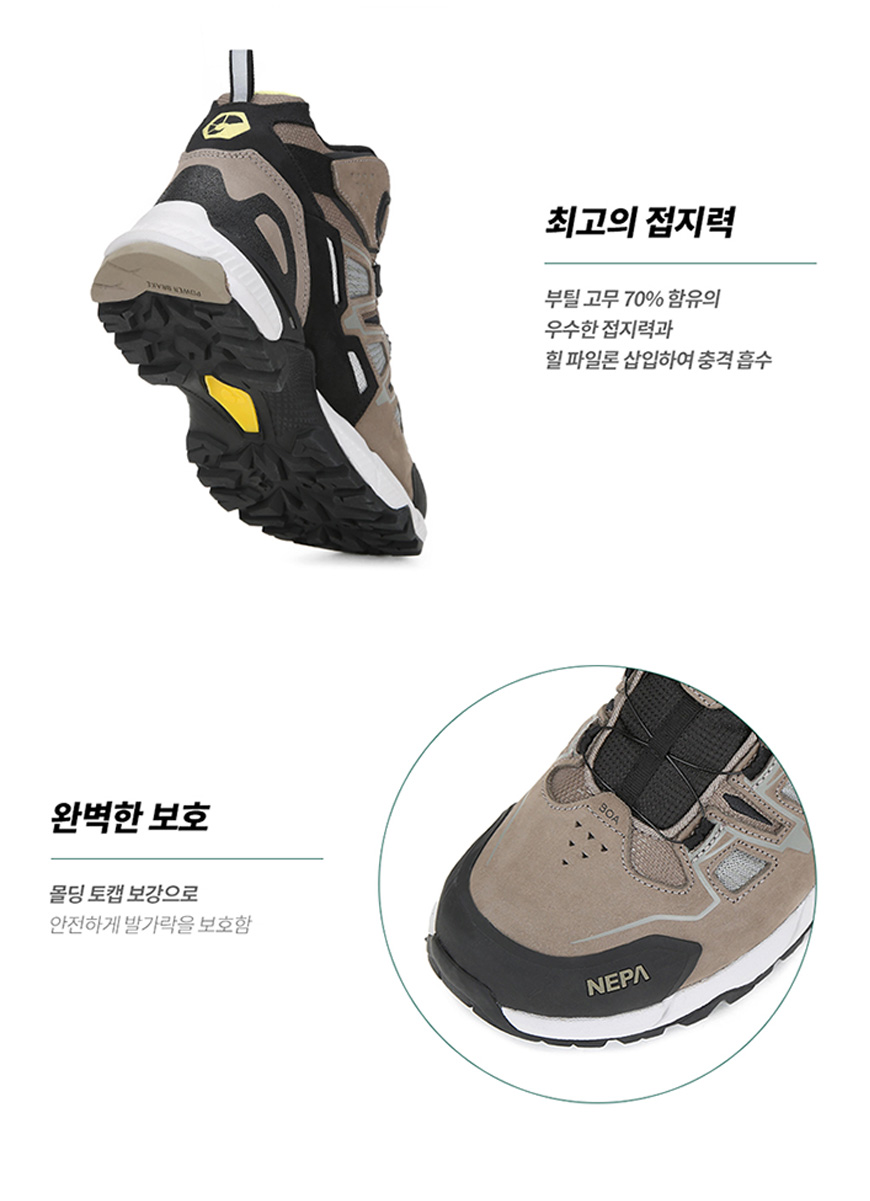 POWER BRAKE
최고의 접지력
부틸 고무 70% 함유의
우수한 접지력과
힐 파일론 삽입하여 충격 흡수
BOA
완벽한 보호
몰딩 토캡 보강으로
안전하게 발가락을 보호함
NEPA